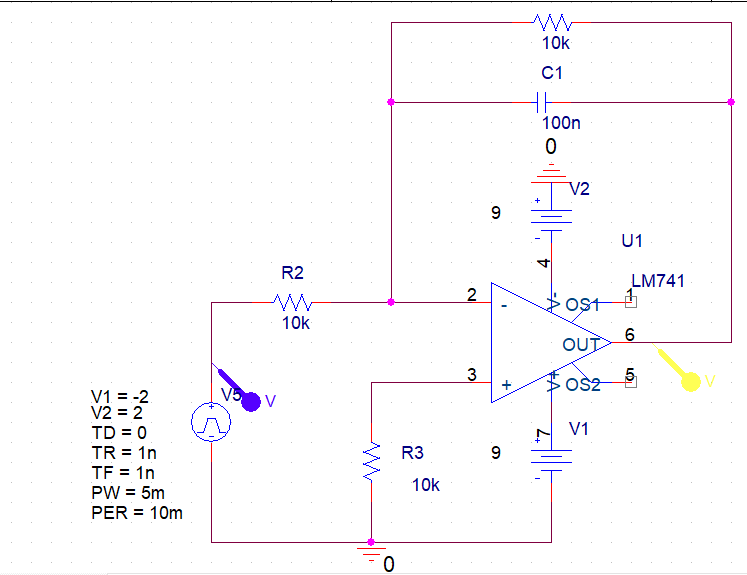 10k
C1
100n
0
V2
9
+
-
4
U1
R2
10k
2
-
V-
OS1
1
LM741
OUT
6
3
+
V+
OS2
5
V
V5
V
+
-
V1 = -2
V2 = 2
TD = 0
TR = 1n
TF = 1n
PW = 5m
PER = 10m
R3
10k
9
7
V1
+
-
0